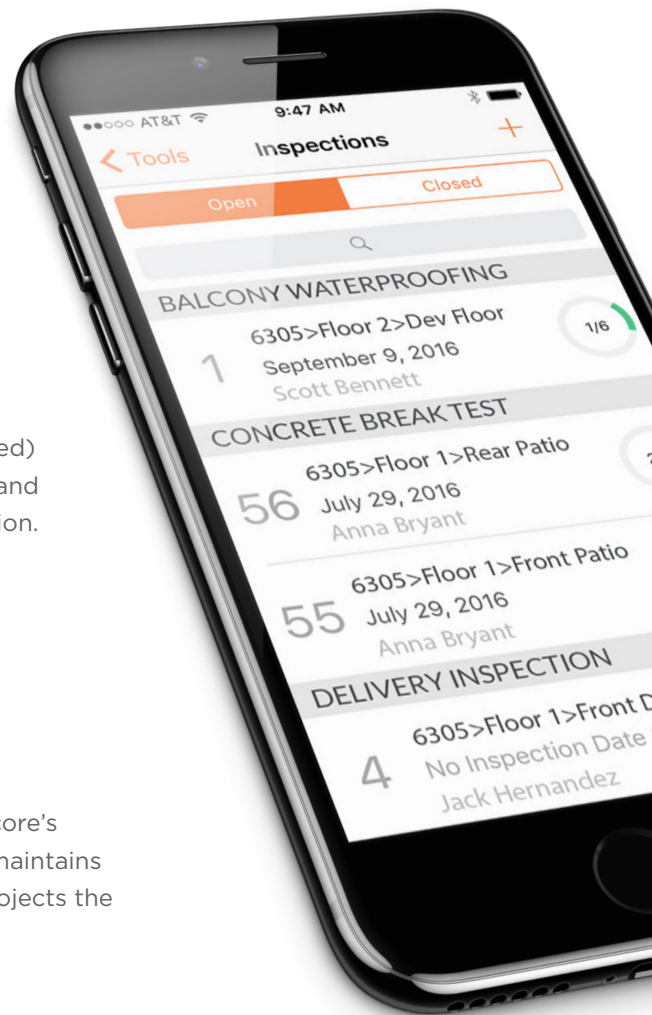 AT&T 9:47 AM
Tools Inspections +
Open Closed
BALCONY WATERPROOFING
1 6305>Floor 2>Dev Floor 1/6
September 9, 2016
Scott Bennett
CONCRETE BREAK TEST
56 6305>Floor 1>Rear Patio
July 29, 2016
Anna Bryant
55 6305>Floor 1>Front Patio
July 29, 2016
Anna Bryant
DELIVERY INSPECTION
4 6305>Floor 1>Front D
No Inspection Date
Jack Hernandez
ed)
and
ion.
core's
maintains
ojects the